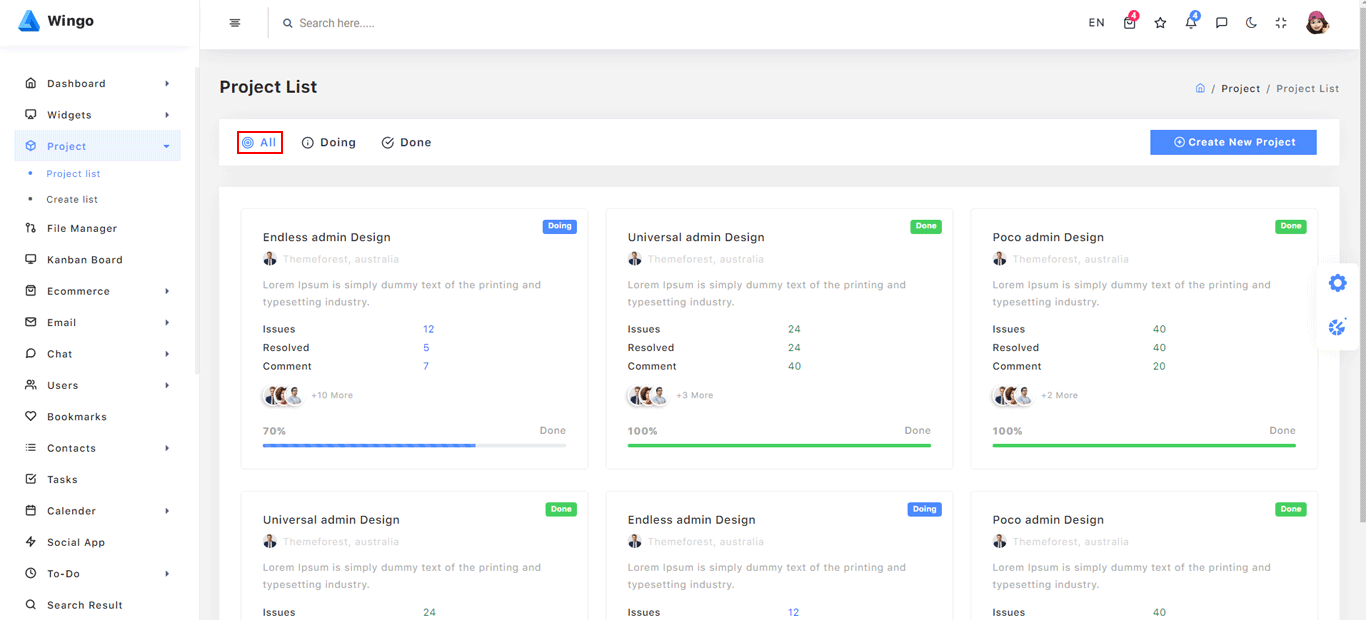 Wingo
Search here.....
EN
4
4
Dashboard
Widgets
Project
Project list
Create list
File Manager
Kanban Board
Ecommerce
Email
Chat
Users
Bookmarks
Contacts
Tasks
Calender
Social App
To-Do
Search Result
Project List
/ Project / Project List
All Doing Done
Create New Project
Doing
Endless admin Design
Themeforest, australia
Lorem Ipsum is simply dummy text of the printing and
typesetting industry.
Issues 12
Resolved 5
Comment 7
+10 More
70% Done
Done
Universal admin Design
Themeforest, australia
Lorem Ipsum is simply dummy text of the printing and
typesetting industry.
Issues 24
Resolved 24
Comment 40
+3 More
100% Done
Done
Poco admin Design
Themeforest, australia
Lorem Ipsum is simply dummy text of the printing and
typesetting industry.
Issues 40
Resolved 40
Comment 20
+2 More
100% Done
Done
Universal admin Design
Themeforest, australia
Lorem Ipsum is simply dummy text of the printing and
typesetting industry.
Issues 24
Doing
Endless admin Design
Themeforest, australia
Lorem Ipsum is simply dummy text of the printing and
typesetting industry.
Issues 12
Done
Poco admin Design
Themeforest, australia
Lorem Ipsum is simply dummy text of the printing and
typesetting industry.
Issues 40